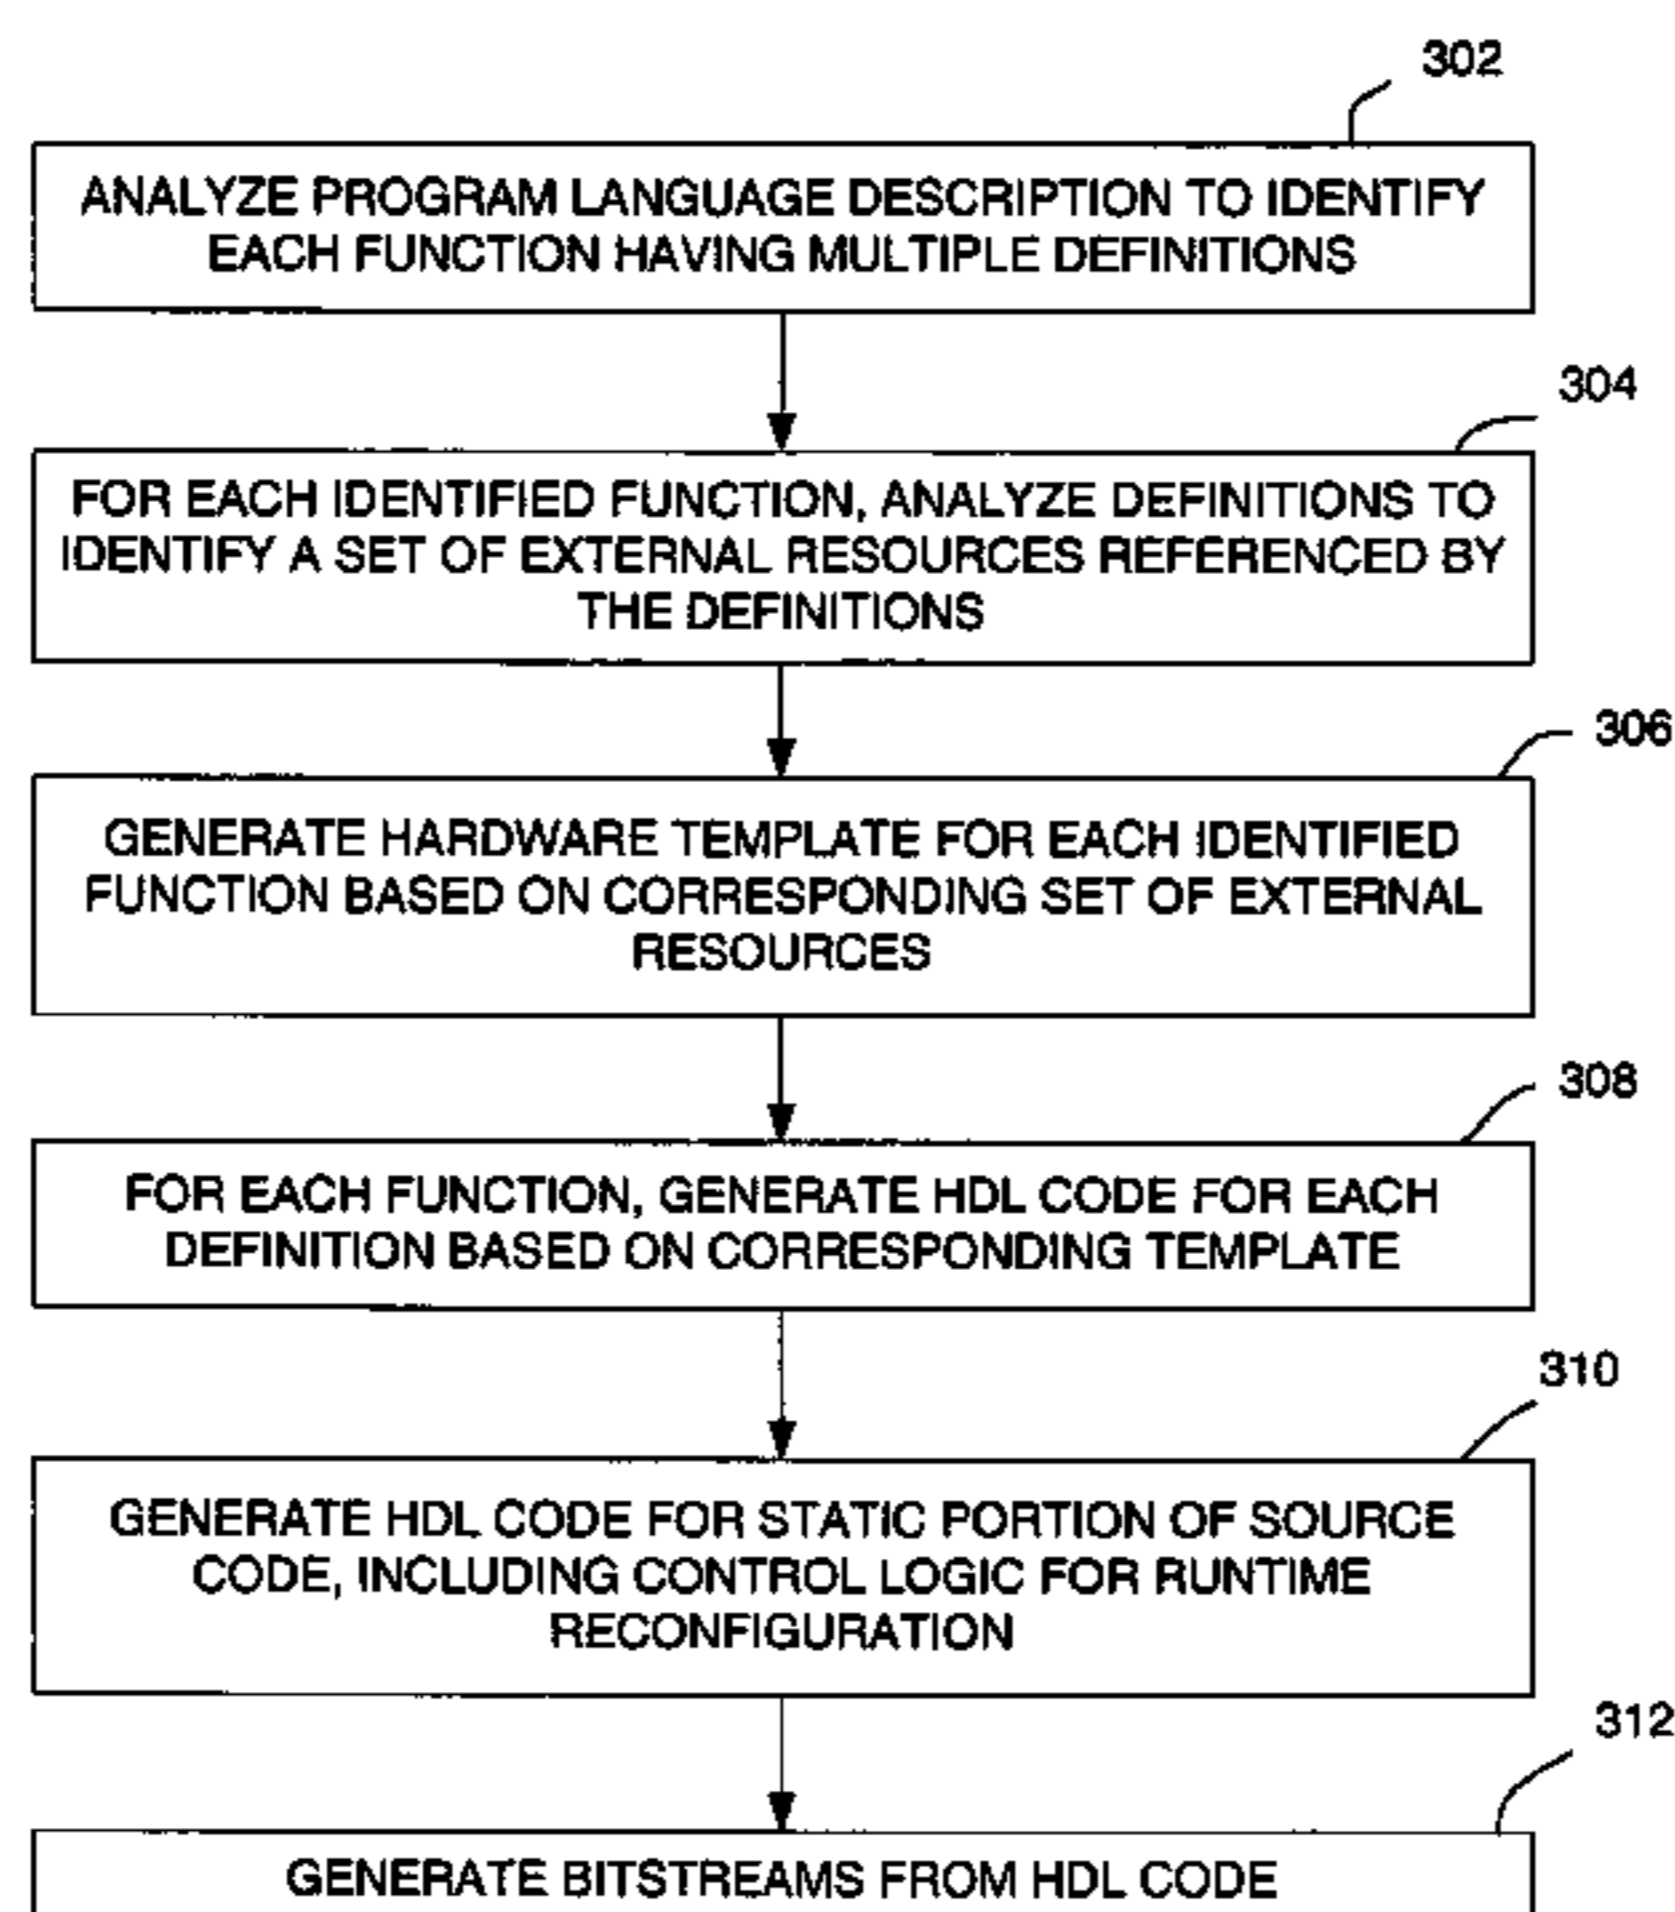 302
ANALYZE PROGRAM LANGUAGE DESCRIPTION TO IDENTIFY
EACH FUNCTION HAVING MULTIPLE DEFINITIONS
304
FOR EACH IDENTIFIED FUNCTION, ANALYZE DEFINITIONS TO
IDENTIFY A SET OF EXTERNAL RESOURCES REFERENCED BY
THE DEFINITIONS
306
GENERATE HARDWARE TEMPLATE FOR EACH IDENTIFIED
FUNCTION BASED ON CORRESPONDING SET OF EXTERNAL
RESOURCES
308
FOR EACH FUNCTION, GENERATE HDL CODE FOR EACH
DEFINITION BASED ON CORRESPONDING TEMPLATE
310
GENERATE HDL CODE FOR STATIC PORTION OF SOURCE
CODE, INCLUDING CONTROL LOGIC FOR RUNTIME
RECONFIGURATION
312
GENERATE BITSTREAMS FROM HDL CODE